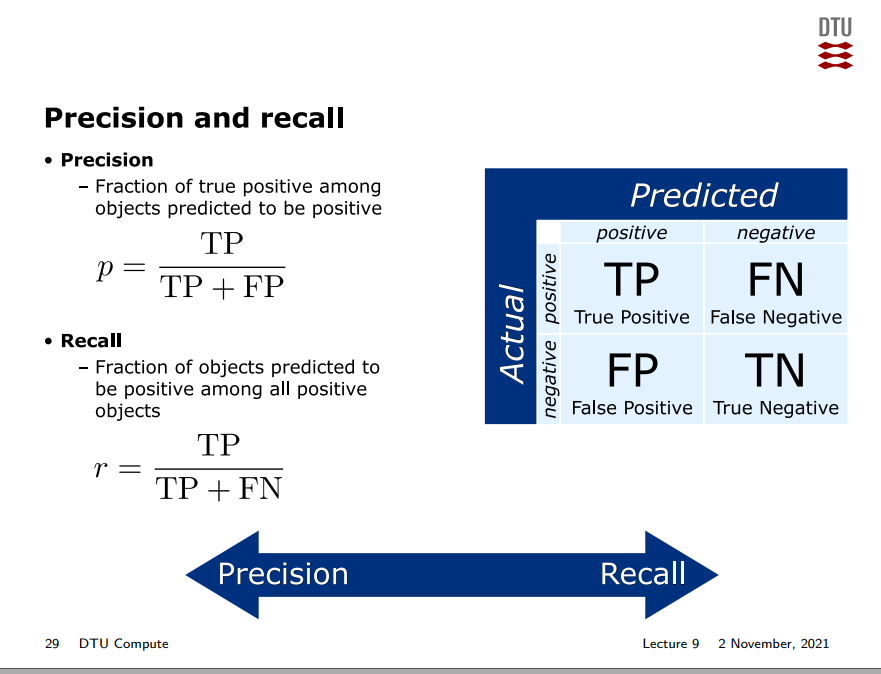 DTU
Precision and recall
• Precision
– Fraction of true positive among
objects predicted to be positive
p = TP / (TP + FP)
• Recall
– Fraction of objects predicted to
be positive among all positive
objects
r = TP / (TP + FN)
Predicted
positive negative
Actual
positive
TP FN
True Positive False Negative
negative
FP TN
False Positive True Negative
Precision Recall
29 DTU Compute Lecture 9 2 November, 2021